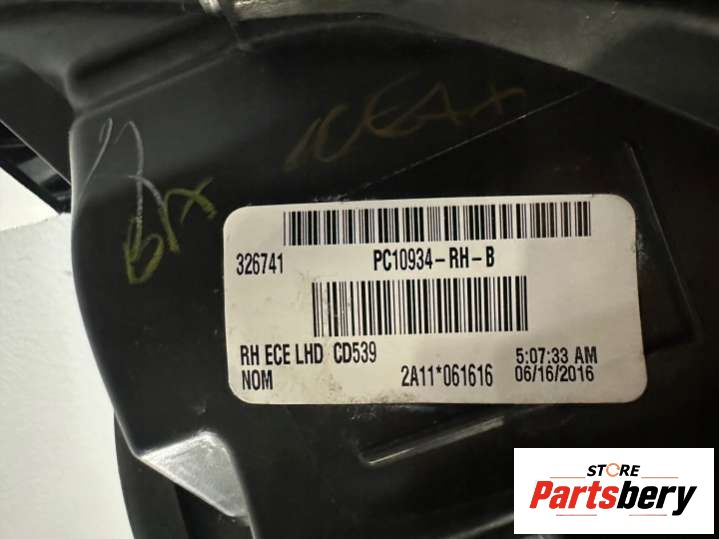 326741 PC10934-RH-B
RH ECE LHD CD539 5:07:33 AM
NOM 2A11*061616 06/16/2016
STORE
Partsbery